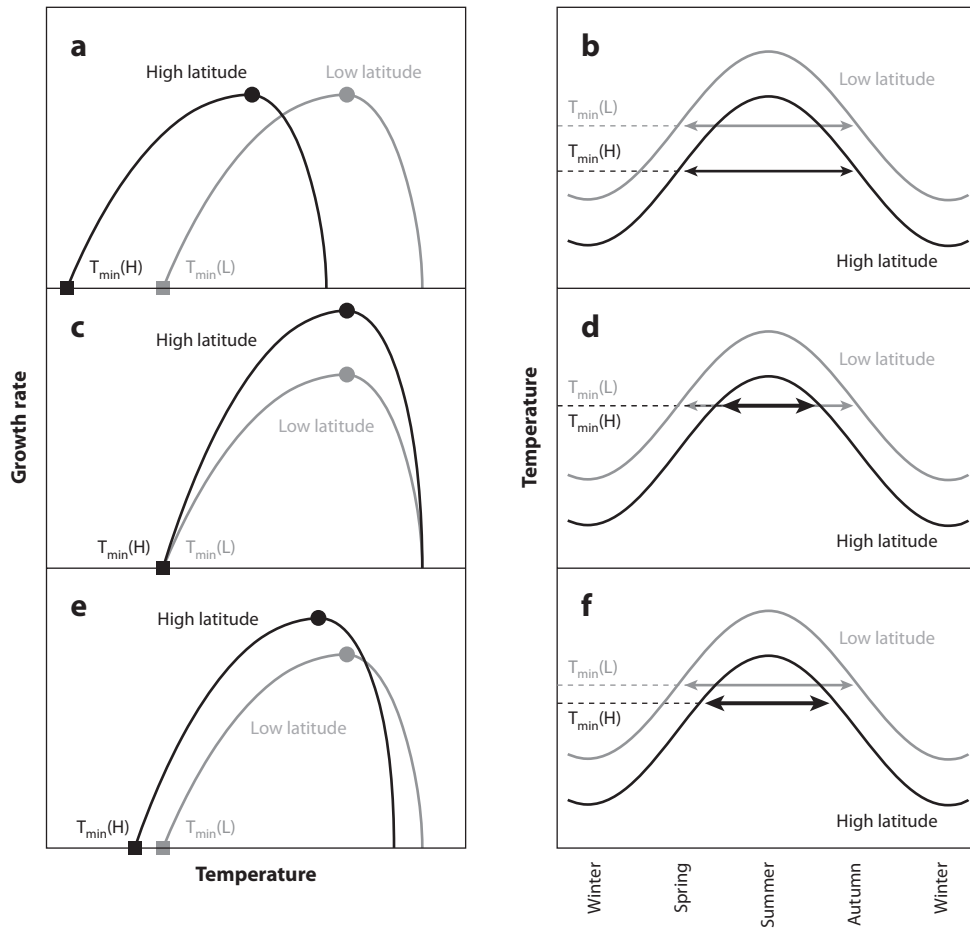 a
High latitude
Low latitude
T_min(H)
T_min(L)
b
Low latitude
T_min(L)
T_min(H)
High latitude
c
High latitude
Low latitude
T_min(H)
T_min(L)
d
Low latitude
T_min(L)
T_min(H)
High latitude
e
High latitude
Low latitude
T_min(H)
T_min(L)
f
Low latitude
T_min(L)
T_min(H)
High latitude
Growth rate
Temperature
Temperature
Winter
Spring
Summer
Autumn
Winter